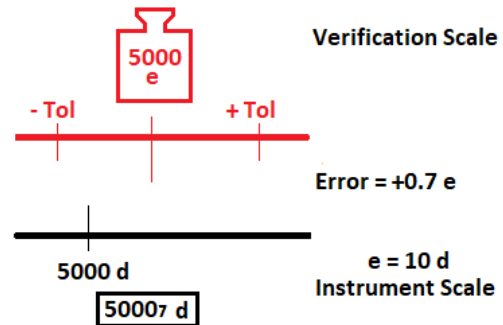 Verification Scale
5000
e
- Tol
+ Tol
Error = +0.7 e
5000 d
e = 10 d
Instrument Scale
5000₇ d